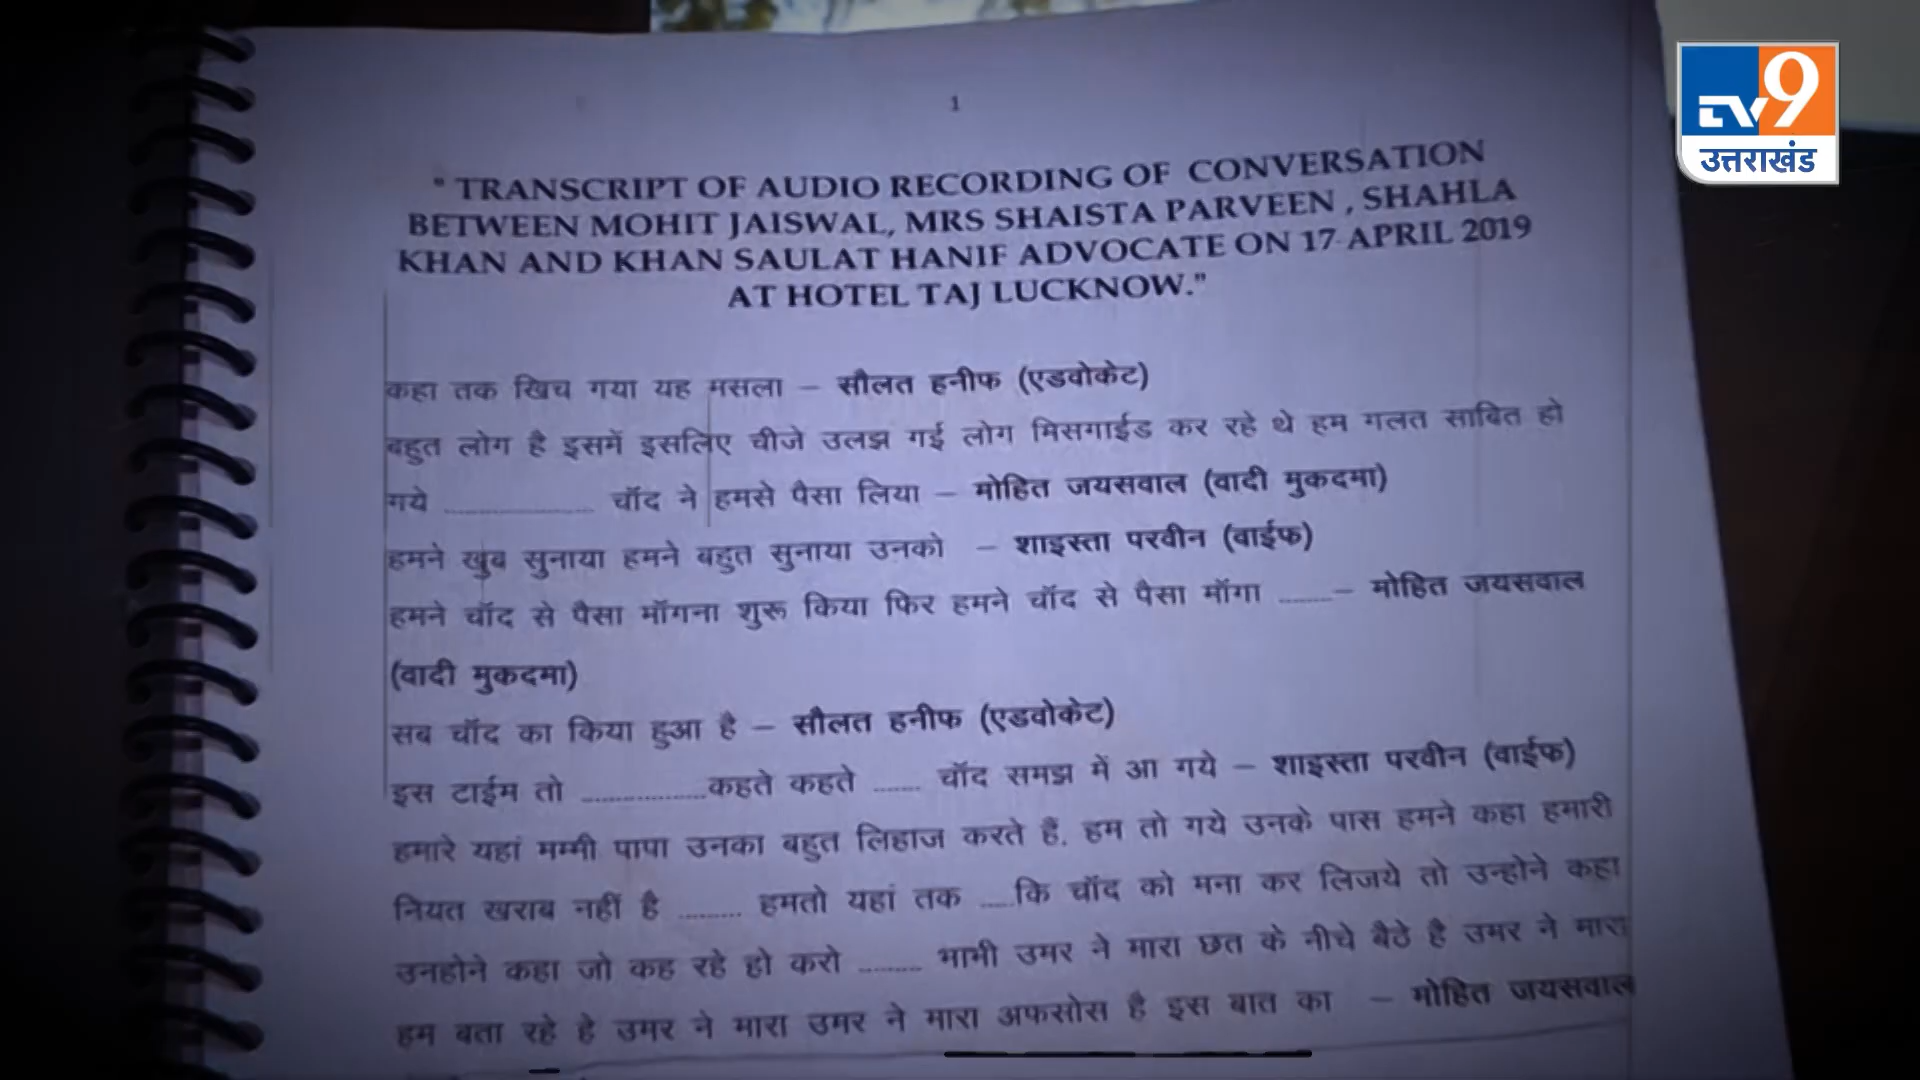 TV9
उत्तराखंड
1
" TRANSCRIPT OF AUDIO RECORDING OF CONVERSATION
BETWEEN MOHIT JAISWAL, MRS SHAISTA PARVEEN , SHAHLA
KHAN AND KHAN SAULAT HANIF ADVOCATE ON 17 APRIL 2019
AT HOTEL TAJ LUCKNOW."
कहा तक खिच गया यह मसला – सौलत हनीफ (एडवोकेट)
बहुत लोग है इसमें इसलिए चीजे उलझ गई लोग मिसगाईड कर रहे थे हम गलत साबित हो
गये .................... चॉद ने हमसे पैसा लिया – मोहित जयसवाल (वादी मुकदमा)
हमने खुब सुनाया हमने बहुत सुनाया उनको – शाइस्ता परवीन (वाईफ)
हमने चॉद से पैसा मॉगना शुरू किया फिर हमने चॉद से पैसा मॉगा .......– मोहित जयसवाल
(वादी मुकदमा)
सब चॉद का किया हुआ है – सौलत हनीफ (एडवोकेट)
इस टाईम तो .................कहते कहते ...... चॉद समझ में आ गये – शाइस्ता परवीन (वाईफ)
हमारे यहां मम्मी पापा उनका बहुत लिहाज करते हैं, हम तो गये उनके पास हमने कहा हमारी
नियत खराब नहीं है ........ हमतो यहां तक ....कि चॉद को मना कर लिजये तो उन्होने कहा
उनहोने कहा जो कह रहे हो करो ........ भाभी उमर ने मारा छत के नीचे बैठे है उमर ने मारा
हम बता रहे हे उमर ने मारा उमर ने मारा अफसोस है इस बात का – मोहित जयसवाल